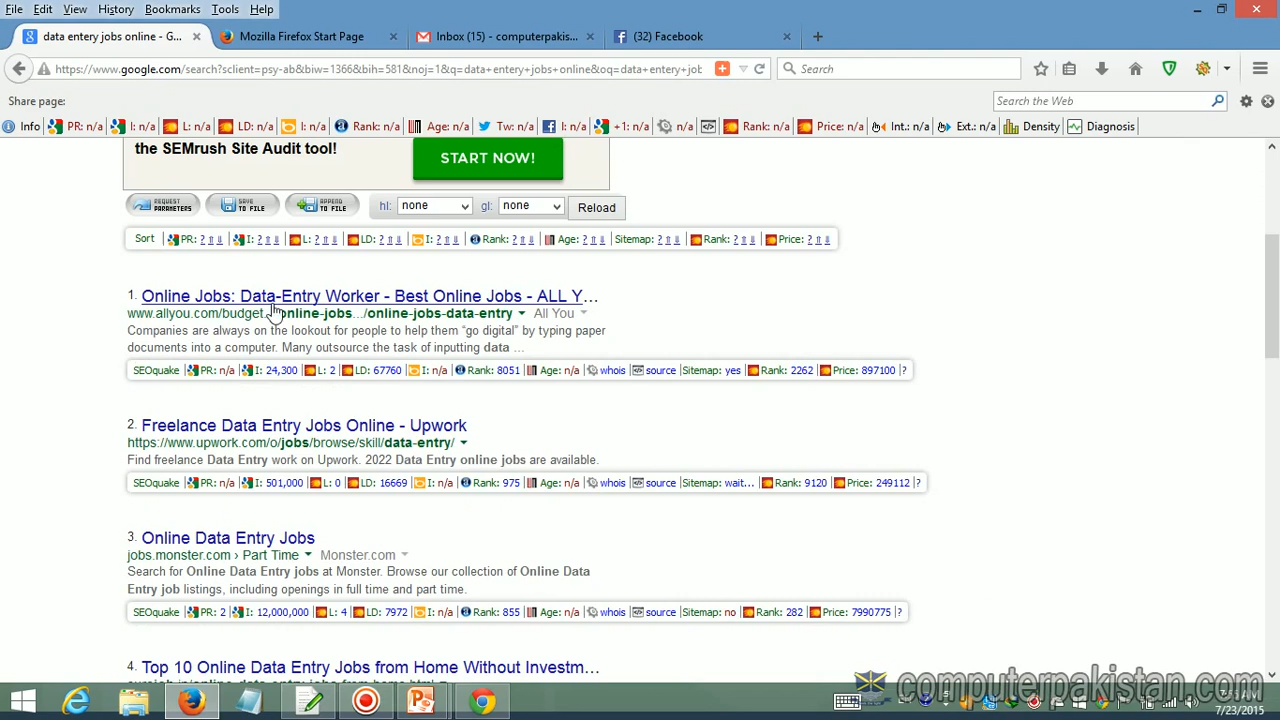 File Edit View History Bookmarks Tools Help
data entery jobs online - G... Mozilla Firefox Start Page Inbox (15) - computerpakis... (32) Facebook
https://www.google.com/search?sclient=psy-ab&biw=1366&bih=581&noj=1&q=data+entery+jobs+online&oq=data+entery+job Search
Share page: Search the Web
Info PR: n/a I: n/a L: n/a LD: n/a I: n/a Rank: n/a Age: n/a Tw: n/a I: n/a +1: n/a n/a Rank: n/a Price: n/a Int.: n/a Ext.: n/a Density Diagnosis
the SEMrush Site Audit tool! START NOW!
REQUEST PARAMETERS SAVE TO FILE APPEND TO FILE hl: none gl: none Reload
Sort PR: ? I: ? L: ? LD: ? I: ? Rank: ? Age: ? Sitemap: ? Rank: ? Price: ?
1. Online Jobs: Data-Entry Worker - Best Online Jobs - ALL Y...
www.allyou.com/budget.../online-jobs.../online-jobs-data-entry All You
Companies are always on the lookout for people to help them “go digital” by typing paper
documents into a computer. Many outsource the task of inputting data ...
SEOquake PR: n/a I: 24,300 L: 2 LD: 67760 I: n/a Rank: 8051 Age: n/a whois source Sitemap: yes Rank: 2262 Price: 897100 ?
2. Freelance Data Entry Jobs Online - Upwork
https://www.upwork.com/o/jobs/browse/skill/data-entry/
Find freelance Data Entry work on Upwork. 2022 Data Entry online jobs are available.
SEOquake PR: n/a I: 501,000 L: 0 LD: 16669 I: n/a Rank: 975 Age: n/a whois source Sitemap: wait... Rank: 9120 Price: 249112 ?
3. Online Data Entry Jobs
jobs.monster.com › Part Time Monster.com
Search for Online Data Entry jobs at Monster. Browse our collection of Online Data
Entry job listings, including openings in full time and part time.
SEOquake PR: 2 I: 12,000,000 L: 4 LD: 7972 I: n/a Rank: 855 Age: n/a whois source Sitemap: no Rank: 282 Price: 7990775 ?
4. Top 10 Online Data Entry Jobs from Home Without Investm...
computerpakistan.com
7/23/2015